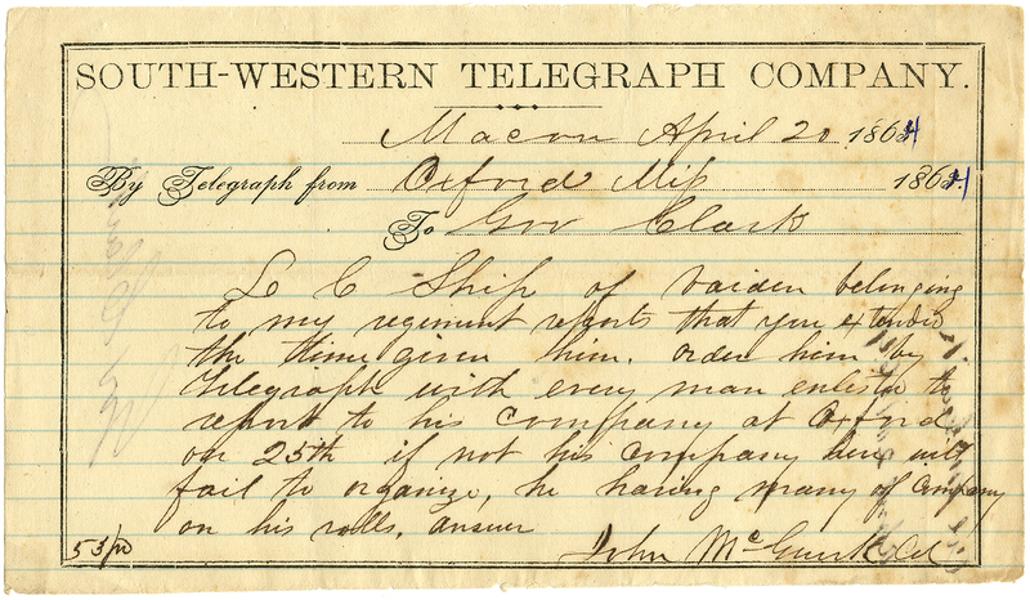 SOUTH-WESTERN TELEGRAPH COMPANY.
Macon April 20 1864
By Telegraph from Oxford Miss 1864
To Gov Clark
L C Ship of Vaiden belonging
to my regiment reports that you extended
the time given him. order him by
telegraph with every man enlisted to
report to his company at Oxford
on 25th if not his company here will
fail to organize, he having many of company
on his rolls. answer
53/pd John McGuirk Col